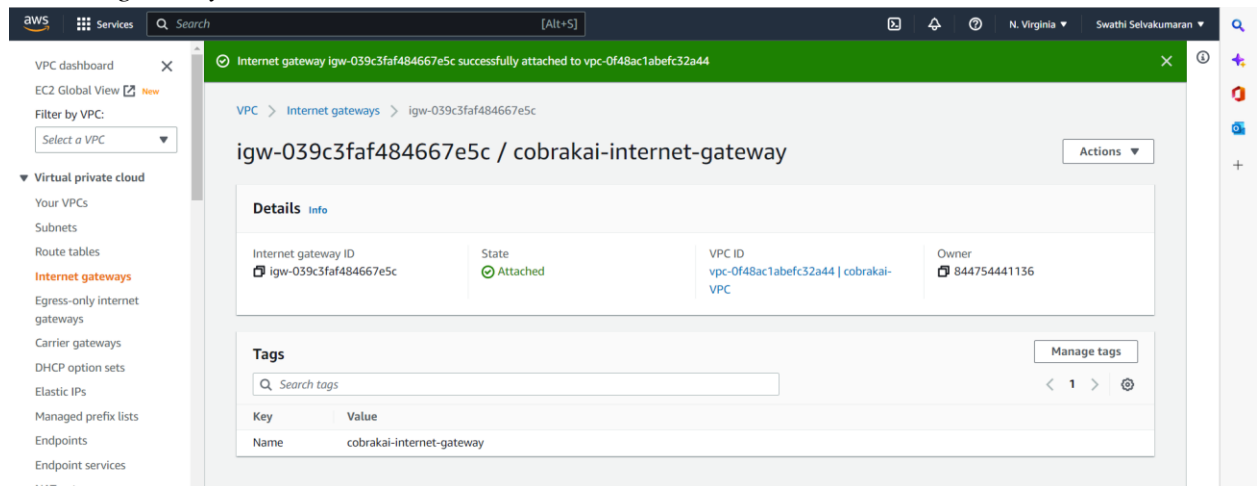 aws Services Search [Alt+S] N. Virginia Swathi Selvakumaran
Internet gateway igw-039c3faf484667e5c successfully attached to vpc-0f48ac1abefc32a44
VPC dashboard
EC2 Global View New
Filter by VPC:
Select a VPC
Virtual private cloud
Your VPCs
Subnets
Route tables
Internet gateways
Egress-only internet
gateways
Carrier gateways
DHCP option sets
Elastic IPs
Managed prefix lists
Endpoints
Endpoint services
VPC > Internet gateways > igw-039c3faf484667e5c
igw-039c3faf484667e5c / cobrakai-internet-gateway
Actions
Details Info
Internet gateway ID
igw-039c3faf484667e5c
State
Attached
VPC ID
vpc-0f48ac1abefc32a44 | cobrakai-
VPC
Owner
844754441136
Tags
Manage tags
Search tags
< 1 >
Key Value
Name cobrakai-internet-gateway